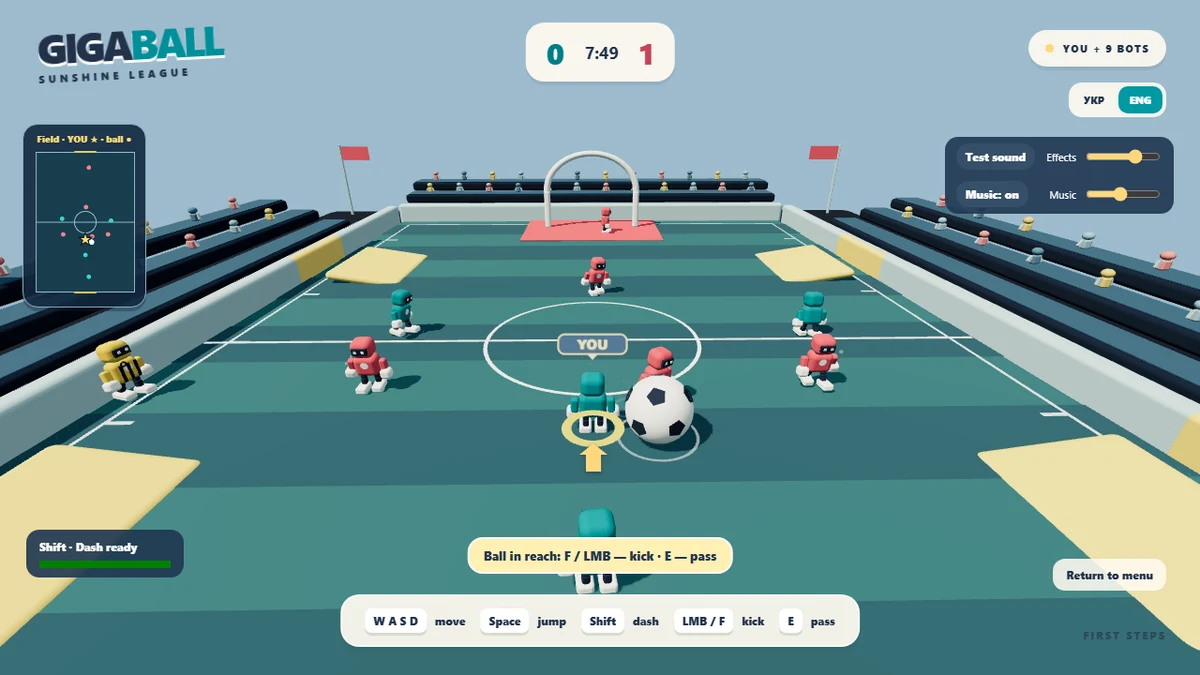 GIGABALL
SUNSHINE LEAGUE
0 7:49 1
YOU + 9 BOTS
УКР ENG
Field · YOU ★ · ball ●
Test sound Effects
Music: on Music
YOU
Shift · Dash ready
Ball in reach: F / LMB — kick · E — pass
Return to menu
W A S D move Space jump Shift dash LMB / F kick E pass
FIRST STEPS